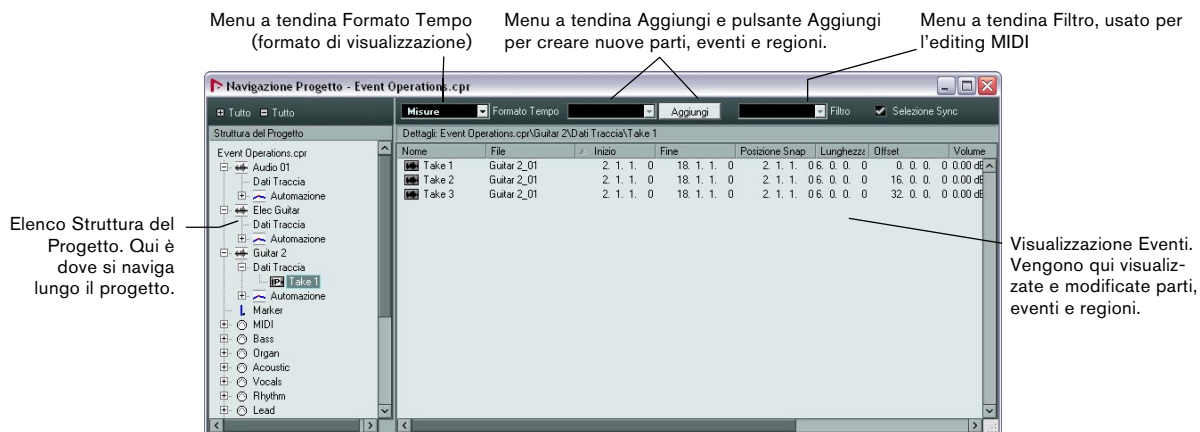 Menu a tendina Formato Tempo
(formato di visualizzazione)
Menu a tendina Aggiungi e pulsante Aggiungi
per creare nuove parti, eventi e regioni.
Menu a tendina Filtro, usato per
l'editing MIDI
Navigazione Progetto - Event Operations.cpr
Tutto Tutto
Misure Formato Tempo Aggiungi Filtro Selezione Sync
Struttura del Progetto
Dettagli: Event Operations.cpr\Guitar 2\Dati Traccia\Take 1
Event Operations.cpr
Audio 01
Dati Traccia
Automazione
Elec Guitar
Dati Traccia
Automazione
Guitar 2
Dati Traccia
Take 1
Automazione
Marker
MIDI
Bass
Organ
Acoustic
Vocals
Rhythm
Lead
Nome File Inizio Fine Posizione Snap Lunghezza Offset Volume
Take 1 Guitar 2_01 2. 1. 1. 0 18. 1. 1. 0 2. 1. 1. 0 6. 0. 0. 0 0. 0. 0. 0 0.00 dB
Take 2 Guitar 2_01 2. 1. 1. 0 18. 1. 1. 0 2. 1. 1. 0 6. 0. 0. 0 16. 0. 0. 0 0.00 dB
Take 3 Guitar 2_01 2. 1. 1. 0 18. 1. 1. 0 2. 1. 1. 0 6. 0. 0. 0 32. 0. 0. 0 0.00 dB
Elenco Struttura del
Progetto. Qui è
dove si naviga
lungo il progetto.
Visualizzazione Eventi.
Vengono qui visualiz-
zate e modificate parti,
eventi e regioni.